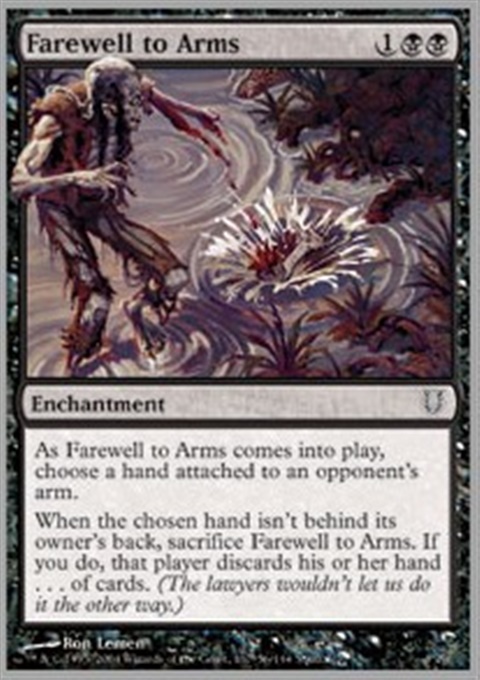 Farewell to Arms 1
Enchantment
As Farewell to Arms comes into play,
choose a hand attached to an opponent's
arm.
When the chosen hand isn't behind its
owner's back, sacrifice Farewell to Arms. If
you do, that player discards his or her hand
. . . of cards. (The lawyers wouldn't let us do
it the other way.)
Ron Lemen